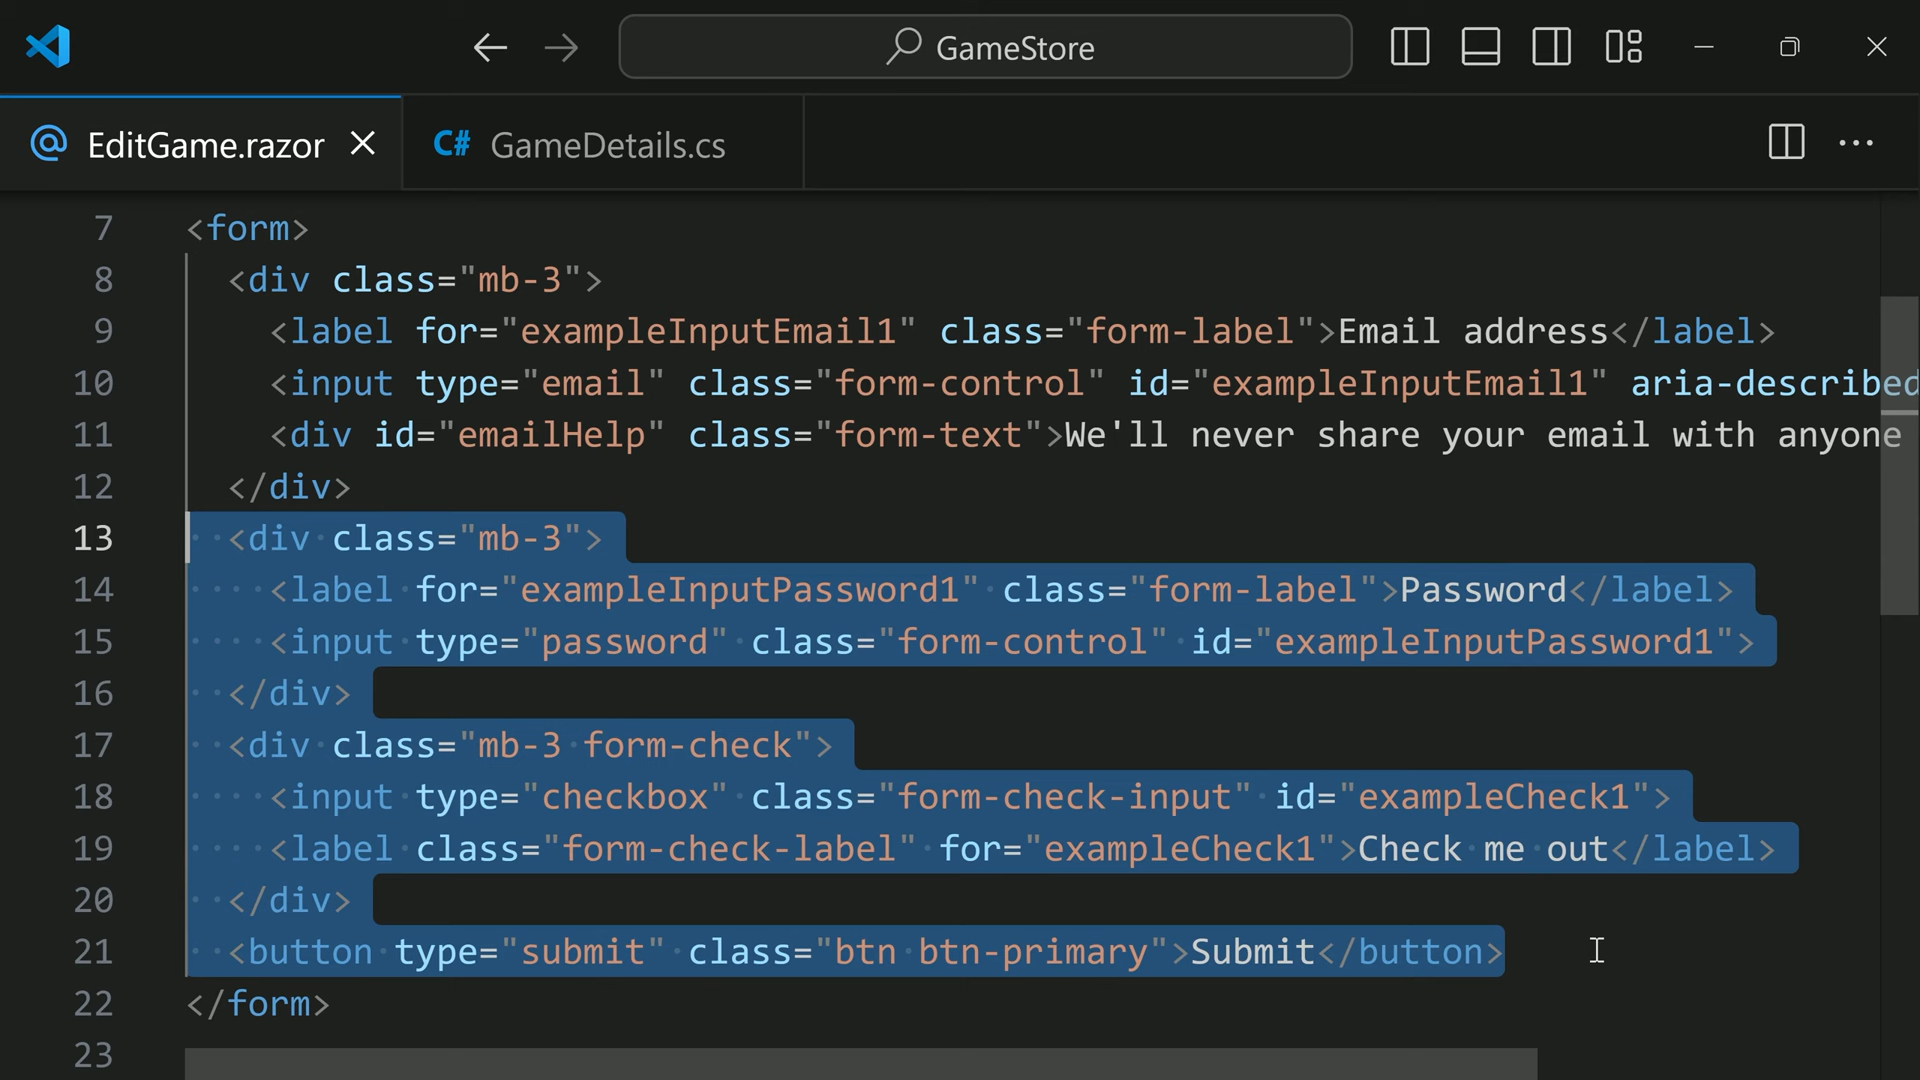 GameStore
EditGame.razor
C# GameDetails.cs
7 <form>
8 <div class="mb-3">
9 <label for="exampleInputEmail1" class="form-label">Email address</label>
10 <input type="email" class="form-control" id="exampleInputEmail1" aria-described
11 <div id="emailHelp" class="form-text">We'll never share your email with anyone
12 </div>
13 <div class="mb-3">
14 <label for="exampleInputPassword1" class="form-label">Password</label>
15 <input type="password" class="form-control" id="exampleInputPassword1">
16 </div>
17 <div class="mb-3 form-check">
18 <input type="checkbox" class="form-check-input" id="exampleCheck1">
19 <label class="form-check-label" for="exampleCheck1">Check me out</label>
20 </div>
21 <button type="submit" class="btn btn-primary">Submit</button>
22 </form>
23